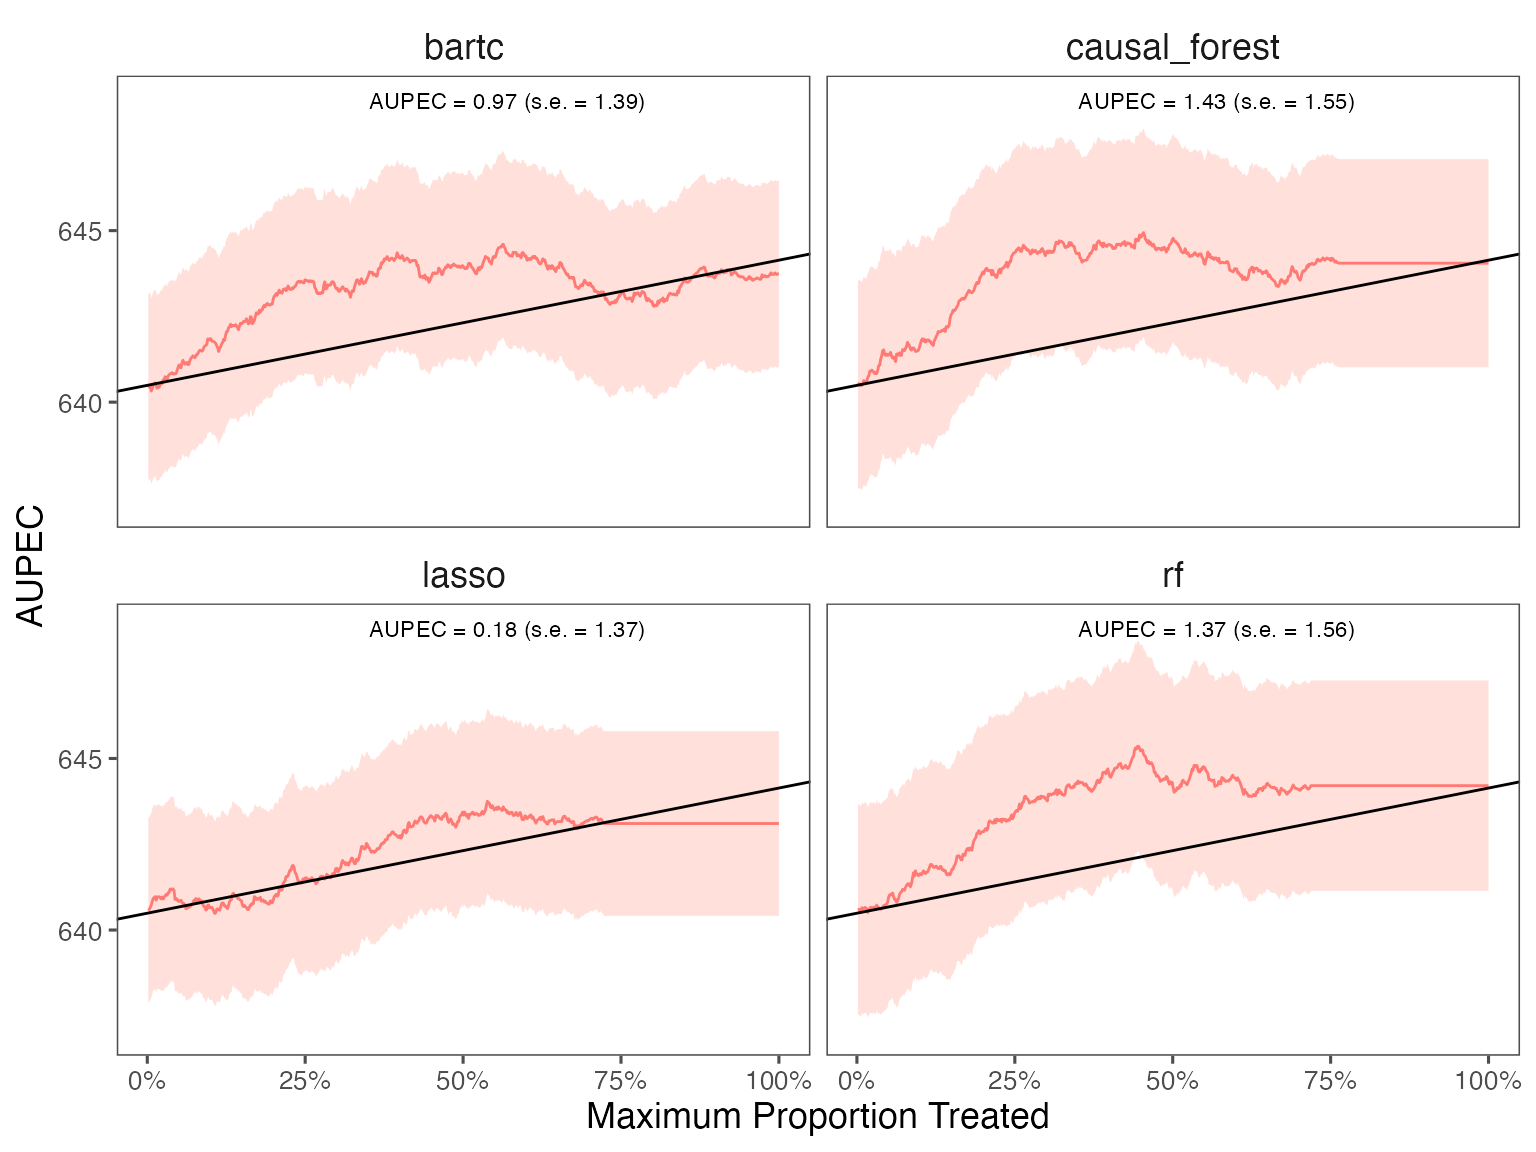 bartc
causal_forest
AUPEC = 0.97 (s.e. = 1.39)
AUPEC = 1.43 (s.e. = 1.55)
645
640
AUPEC
lasso
rf
AUPEC = 0.18 (s.e. = 1.37)
AUPEC = 1.37 (s.e. = 1.56)
645
640
0% 25% 50% 75% 100% 0% 25% 50% 75% 100%
Maximum Proportion Treated